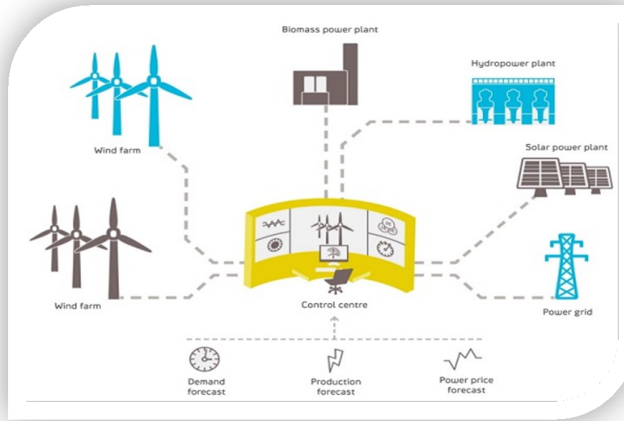 Biomass power plant
Hydropower plant
Wind farm
Solar power plant
Wind farm
Control centre
Power grid
Demand
forecast
Production
forecast
Power price
forecast